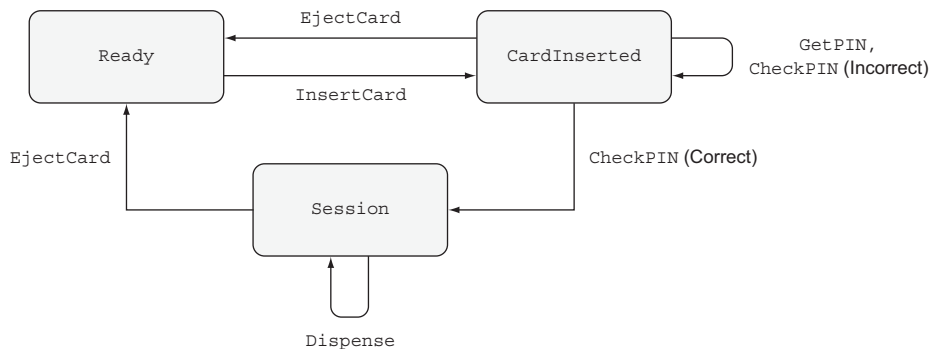 EjectCard
Ready
CardInserted
GetPIN,
CheckPIN (Incorrect)
InsertCard
EjectCard
CheckPIN (Correct)
Session
Dispense